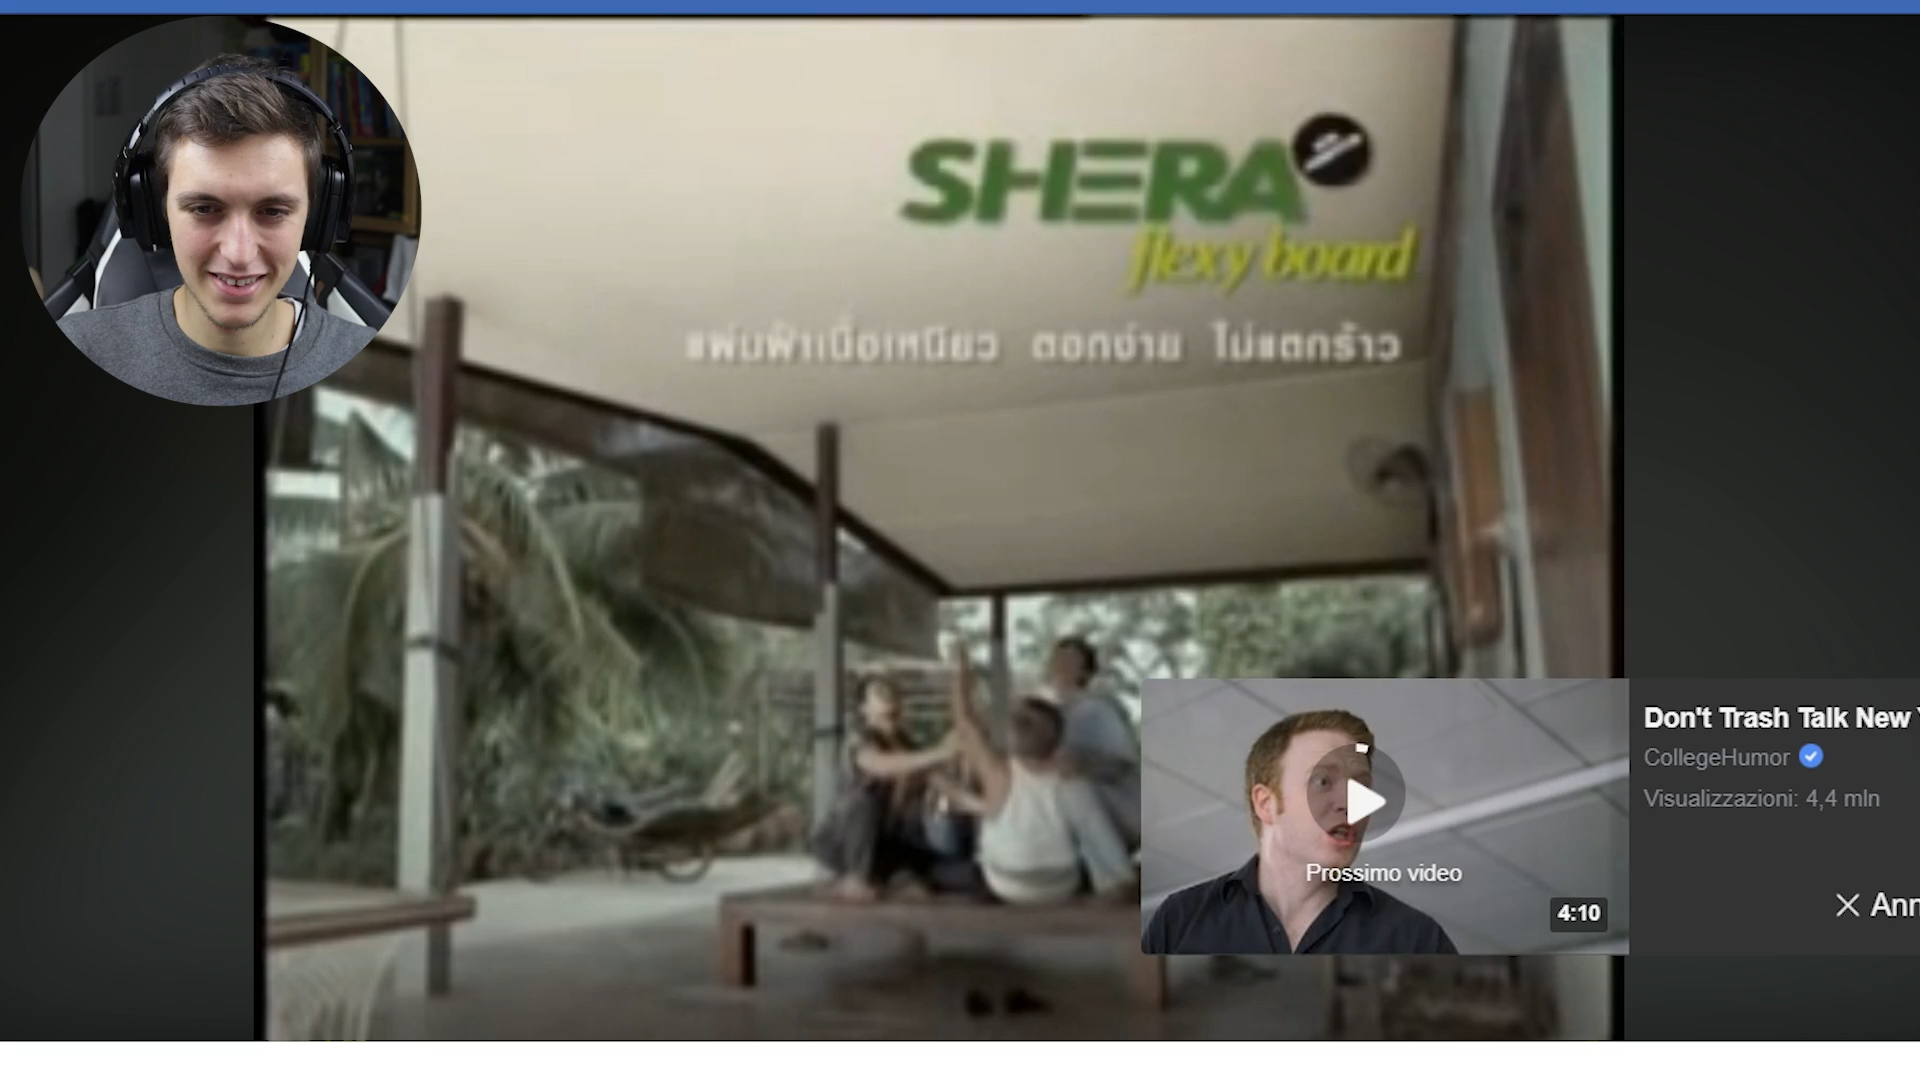 SHERA
flexy board
แผ่นฝ้าเนื้อเหนียว ตอกง่าย ไม่แตกร้าว
Don't Trash Talk New
CollegeHumor
Visualizzazioni: 4,4 mln
Prossimo video
4:10